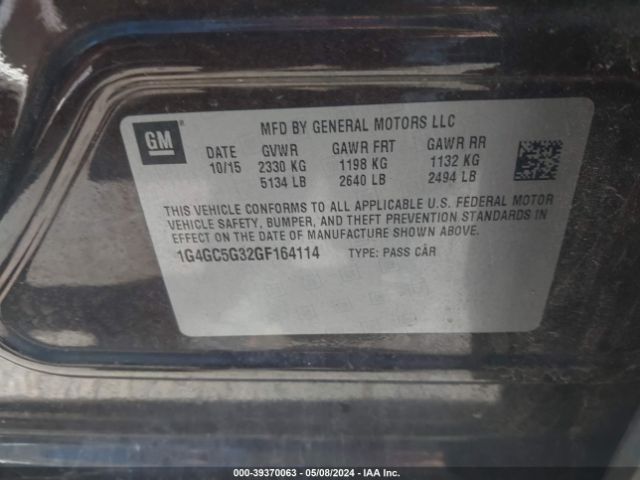 GM
MFD BY GENERAL MOTORS LLC
DATE GVWR GAWR FRT GAWR RR
10/15 2330 KG 1198 KG 1132 KG
5134 LB 2640 LB 2494 LB
THIS VEHICLE CONFORMS TO ALL APPLICABLE U.S. FEDERAL MOTOR
VEHICLE SAFETY, BUMPER, AND THEFT PREVENTION STANDARDS IN
EFFECT ON THE DATE OF MANUFACTURE SHOWN ABOVE.
1G4GC5G32GF164114 TYPE: PASS CAR
000-39370063 - 05/08/2024 - IAA Inc.